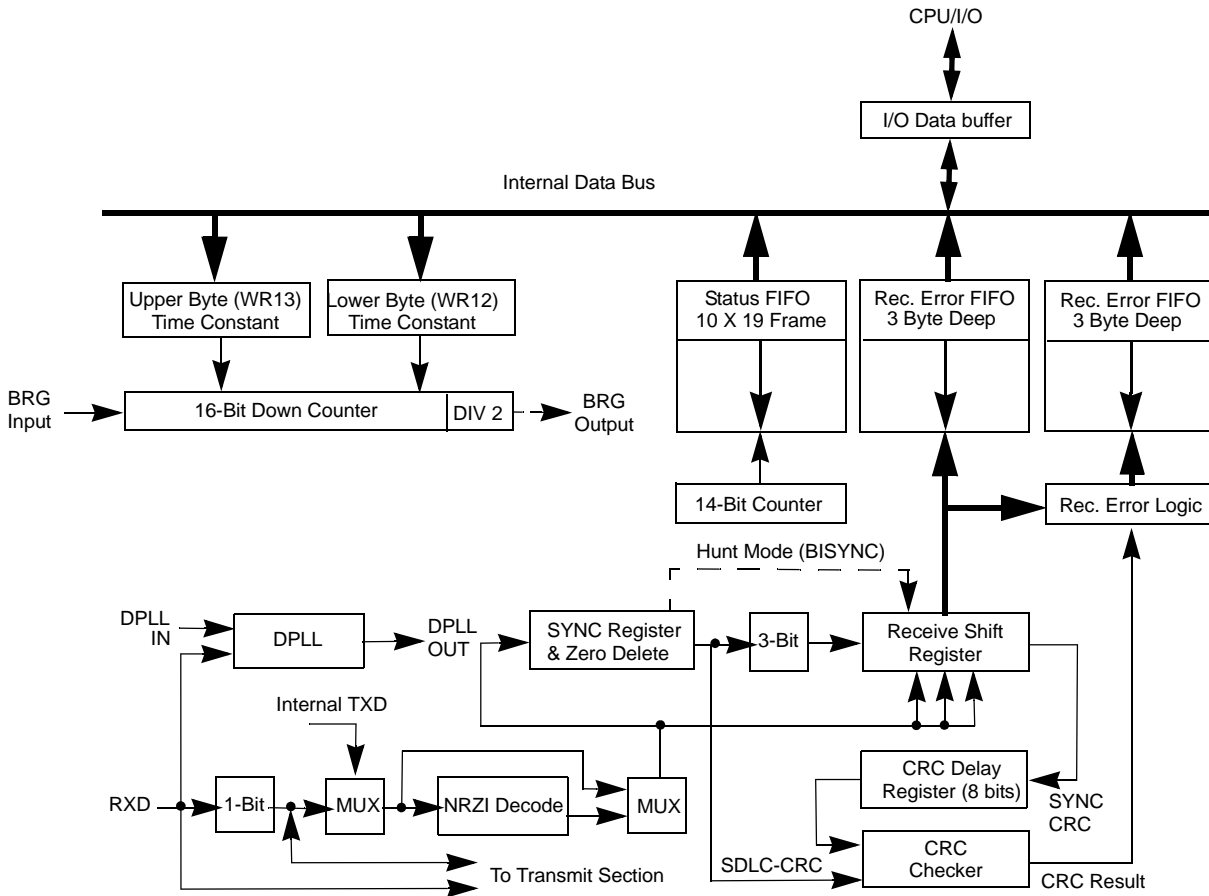 CPU/I/O
I/O Data buffer
Internal Data Bus
Upper Byte (WR13)
Time Constant
Lower Byte (WR12)
Time Constant
Status FIFO
10 X 19 Frame
Rec. Error FIFO
3 Byte Deep
Rec. Error FIFO
3 Byte Deep
BRG
Input
16-Bit Down Counter
DIV 2
BRG
Output
14-Bit Counter
Rec. Error Logic
Hunt Mode (BISYNC)
DPLL
IN
DPLL
DPLL
OUT
SYNC Register
& Zero Delete
3-Bit
Receive Shift
Register
Internal TXD
RXD
1-Bit
MUX
NRZI Decode
MUX
CRC Delay
Register (8 bits)
SYNC
CRC
To Transmit Section
SDLC-CRC
CRC
Checker
CRC Result